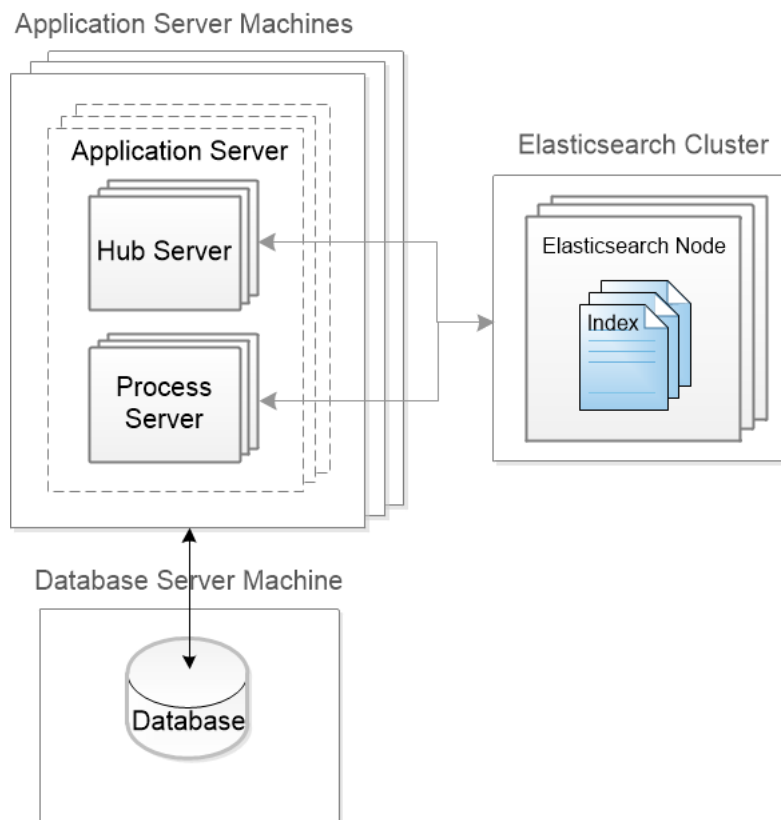 Application Server Machines
Application Server
Hub Server
Process
Server
Elasticsearch Cluster
Elasticsearch Node
Index
Database Server Machine
Database